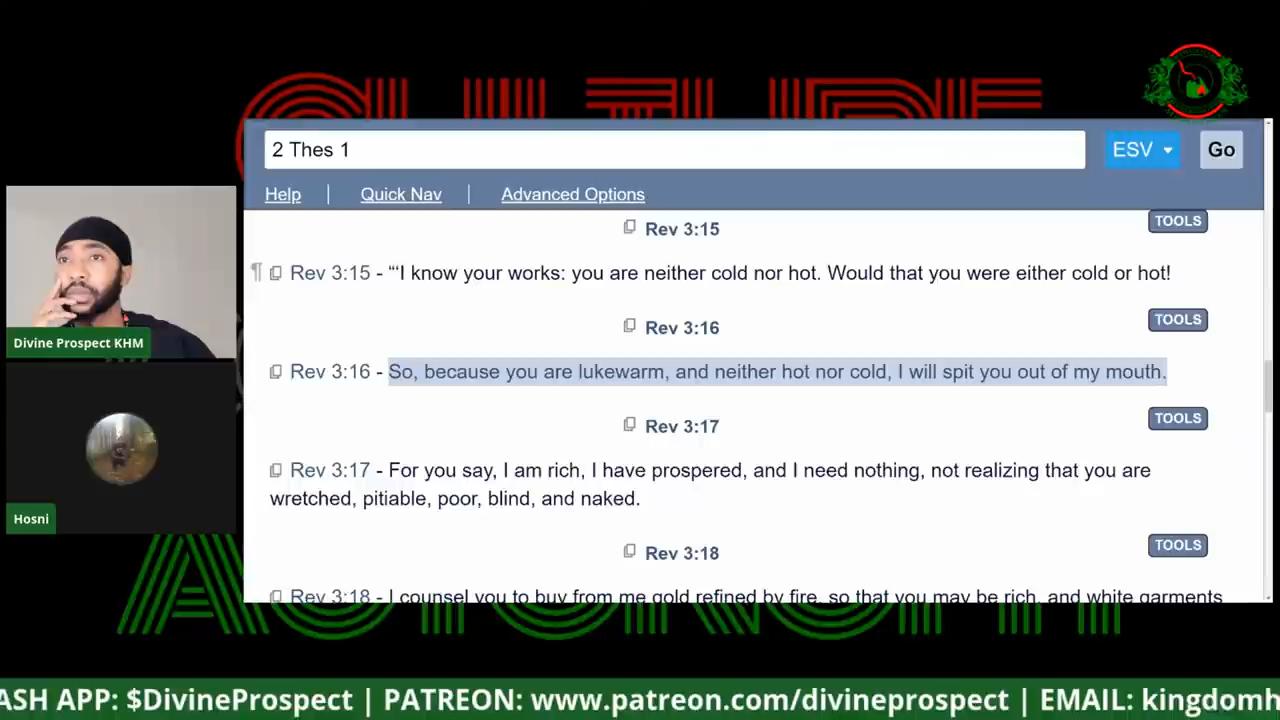 2 Thes 1
ESV
Go
Help | Quick Nav | Advanced Options
Rev 3:15
TOOLS
¶ Rev 3:15 - “‘I know your works: you are neither cold nor hot. Would that you were either cold or hot!
Rev 3:16
TOOLS
Rev 3:16 - So, because you are lukewarm, and neither hot nor cold, I will spit you out of my mouth.
Rev 3:17
TOOLS
Rev 3:17 - For you say, I am rich, I have prospered, and I need nothing, not realizing that you are
wretched, pitiable, poor, blind, and naked.
Rev 3:18
TOOLS
Rev 3:18 - I counsel you to buy from me gold refined by fire, so that you may be rich, and white garments
Divine Prospect KHM
Hosni
ASH APP: $DivineProspect | PATREON: www.patreon.com/divineprospect | EMAIL: kingdomh